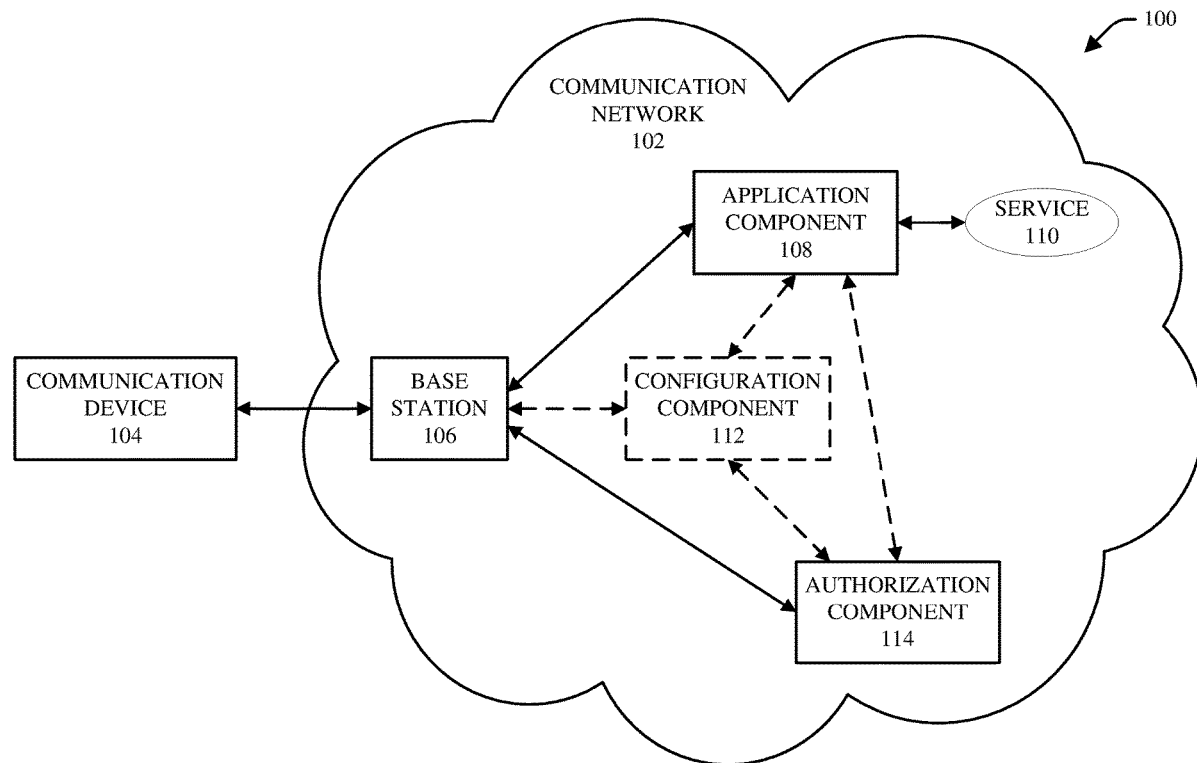 100
COMMUNICATION
NETWORK
102
APPLICATION
COMPONENT
108
SERVICE
110
COMMUNICATION
DEVICE
104
BASE
STATION
106
CONFIGURATION
COMPONENT
112
AUTHORIZATION
COMPONENT
114